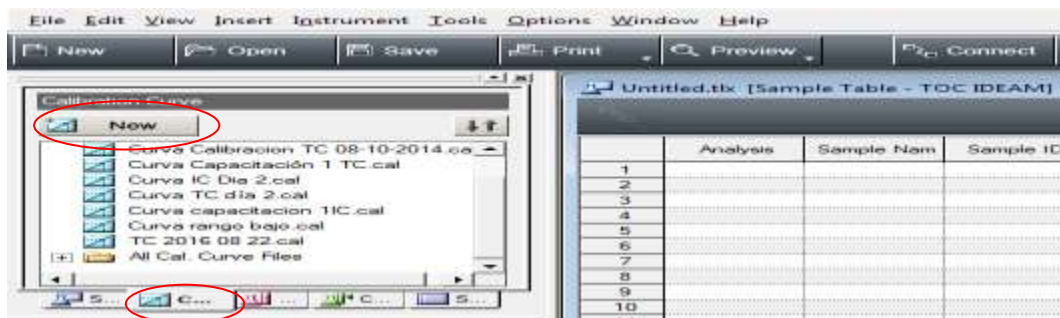 File Edit View Insert Instrument Tools Options Window Help
New Open Save Print Preview Connect
Calibration Curve
Untitled.tlx [Sample Table - TOC IDEAM]
New
Analysis Sample Nam Sample ID
Curva Calibracion TC 08-10-2014.ca
Curva Capacitación 1 TC.cal
Curva IC Dia 2.cal
Curva TC día 2.cal
Curva capacitacion 1IC.cal
Curva rango bajo.cal
TC 2016 08 22.cal
All Cal. Curve Files
1
2
3
4
5
6
7
8
9
10
S... C... ... C... S...